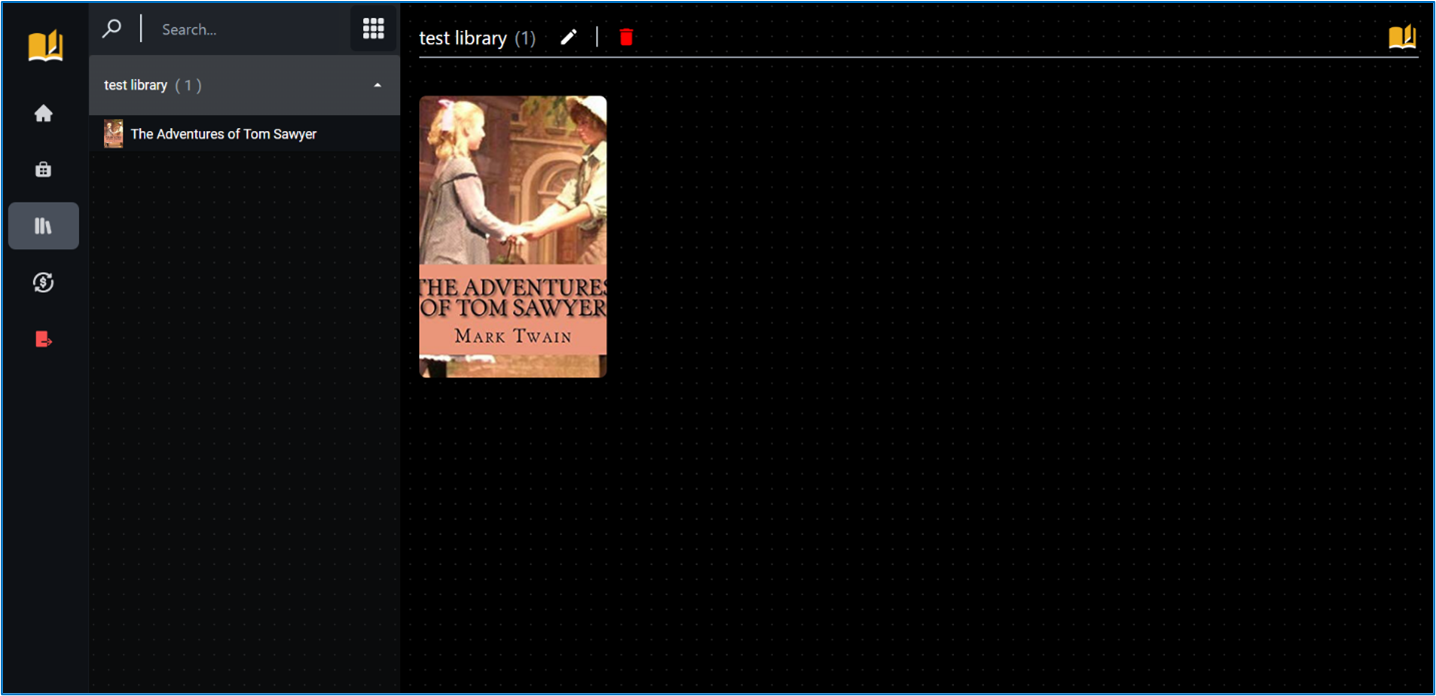 Search...
test library ( 1 )
The Adventures of Tom Sawyer
test library (1)
THE ADVENTURES
OF TOM SAWYER
MARK TWAIN